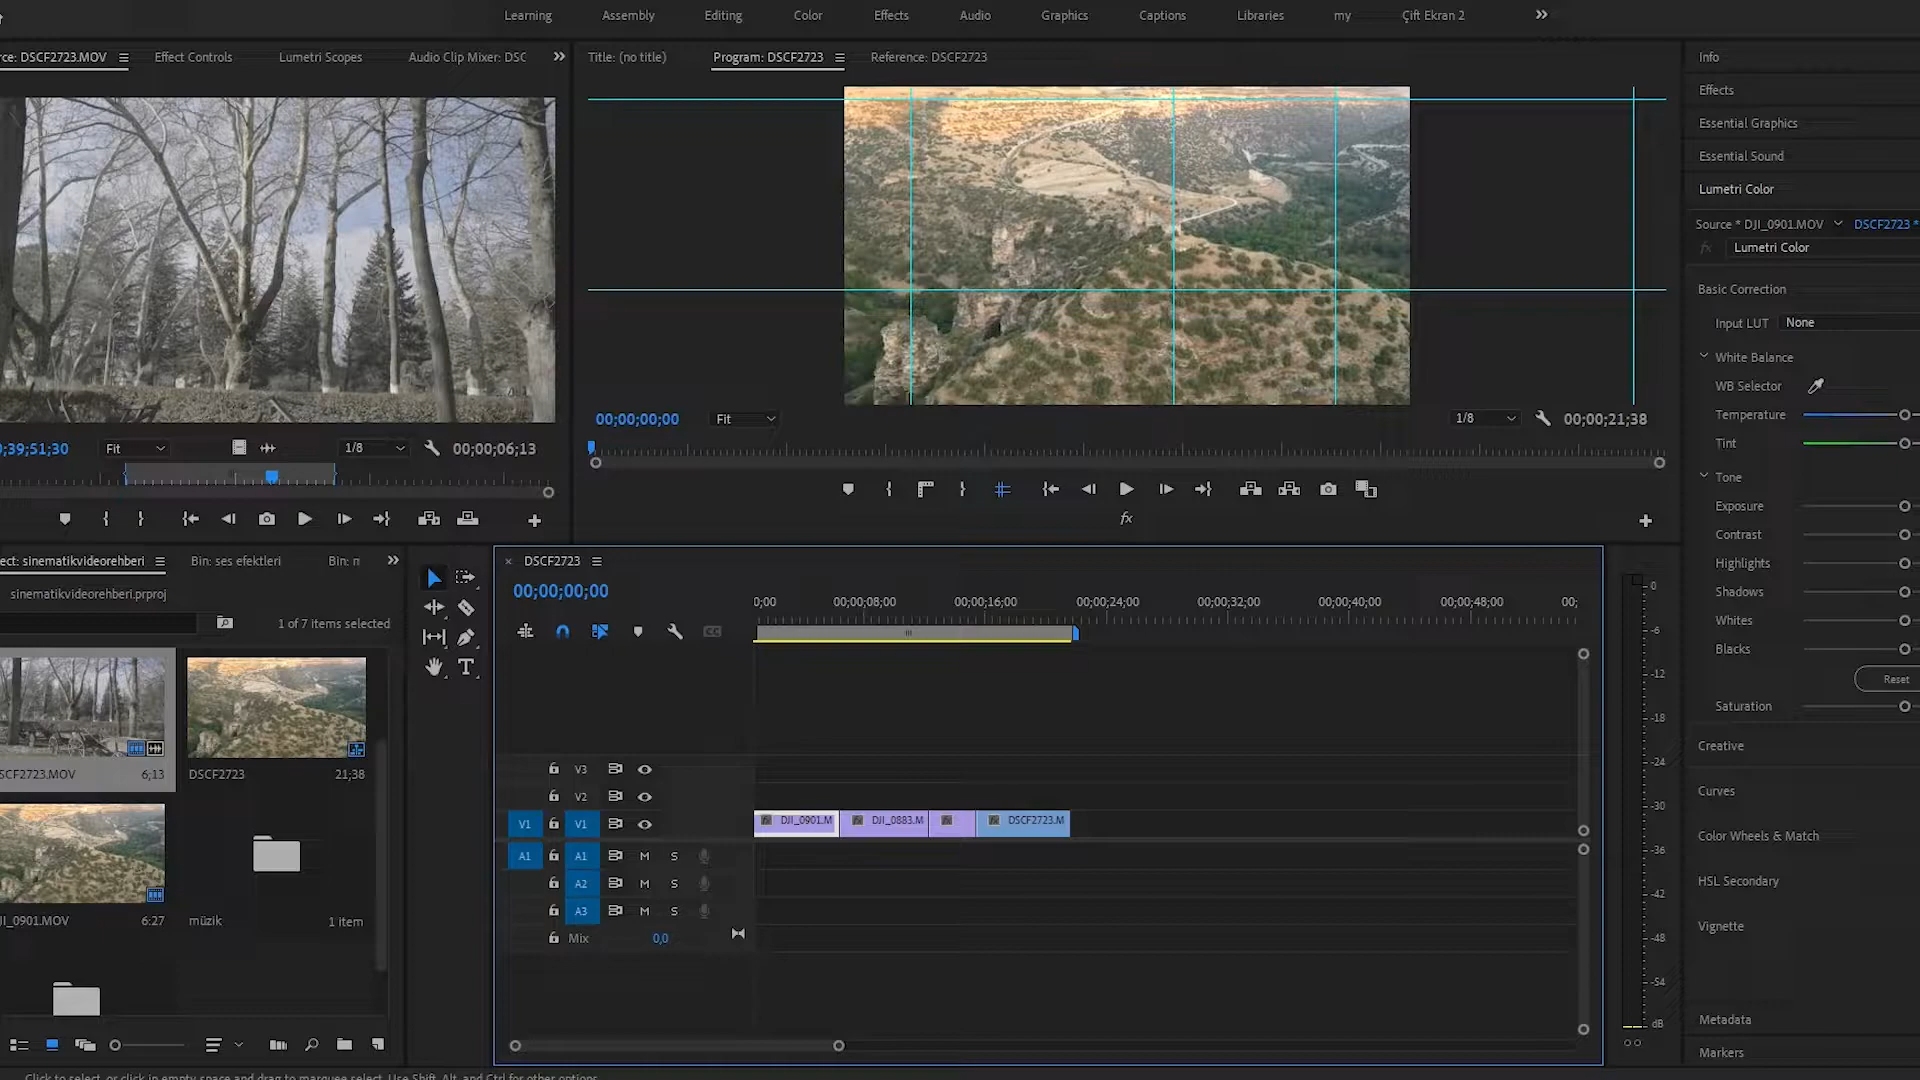 Learning Assembly Editing Color Effects Audio Graphics Captions Libraries my Çift Ekran 2
rce: DSCF2723.MOV Effect Controls Lumetri Scopes Audio Clip Mixer: DSC
Title: (no title) Program: DSCF2723 Reference: DSCF2723
;39;51;30 Fit 1/8 00;00;06;13
00;00;00;00 Fit 1/8 00;00;21;38
fx
ect: sinematikvideorehberi Bin: ses efektleri Bin: m
sinematikvideorehberi.prproj
1 of 7 items selected
SCF2723.MOV 6;13
DSCF2723 21;38
JI_0901.MOV 6:27
müzik 1 item
T
DSCF2723
00;00;00;00
0;00 00;00;08;00 00;00;16;00 00;00;24;00 00;00;32;00 00;00;40;00 00;00;48;00 00;
V3
V2
V1 V1 DJI_0901.M DJI_0883.M DSCF2723.M
A1 A1 M S
A2 M S
A3 M S
Mix 0,0
0
-6
-12
-18
-24
-30
-36
-42
-48
-54
dB
Info
Effects
Essential Graphics
Essential Sound
Lumetri Color
Source * DJI_0901.MOV DSCF2723 *
fx Lumetri Color
Basic Correction
Input LUT None
White Balance
WB Selector
Temperature
Tint
Tone
Exposure
Contrast
Highlights
Shadows
Whites
Blacks
Reset
Saturation
Creative
Curves
Color Wheels & Match
HSL Secondary
Vignette
Metadata
Markers
Click to select, or click in empty space and drag to marquee select. Use Shift, Alt, and Ctrl for other options.